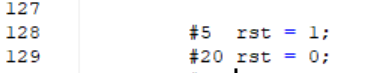 127
128 #5 rst = 1;
129 #20 rst = 0;